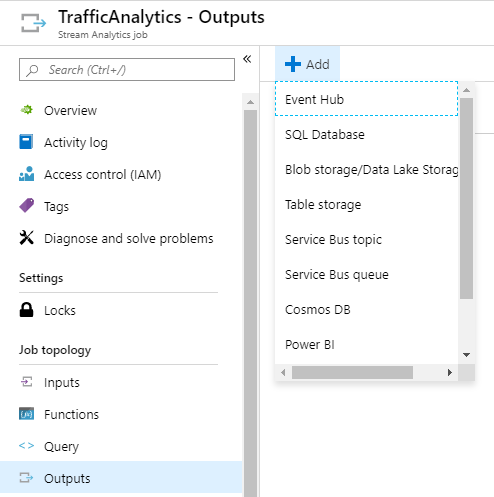 TrafficAnalytics - Outputs
Stream Analytics job
Search (Ctrl+/)
«
Overview
Activity log
Access control (IAM)
Tags
Diagnose and solve problems
Settings
Locks
Job topology
Inputs
Functions
Query
Outputs
Add
Event Hub
SQL Database
Blob storage/Data Lake Storag
Table storage
Service Bus topic
Service Bus queue
Cosmos DB
Power BI